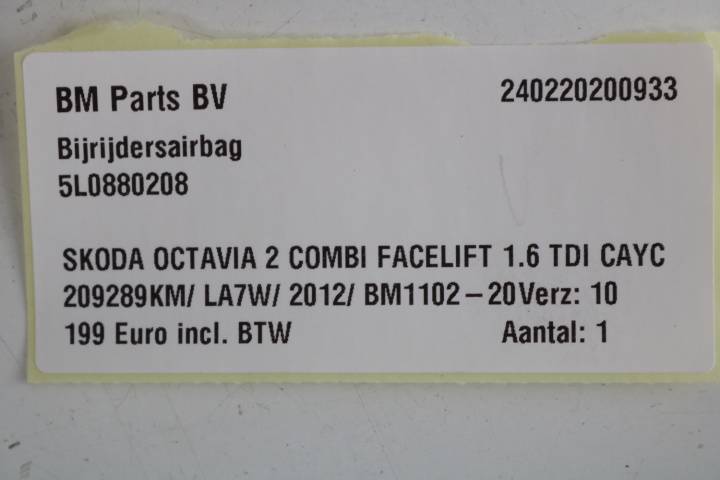 BM Parts BV 240220200933
Bijrijdersairbag
5L0880208
SKODA OCTAVIA 2 COMBI FACELIFT 1.6 TDI CAYC
209289KM/ LA7W/ 2012/ BM1102-20Verz: 10
199 Euro incl. BTW Aantal: 1